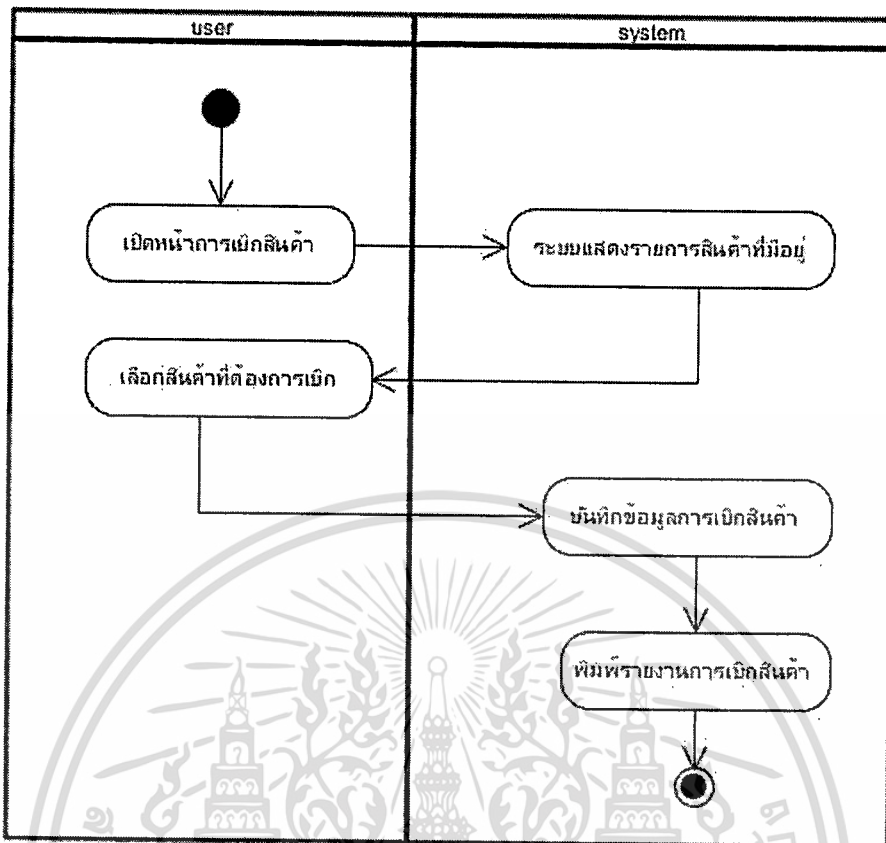 user
system
เปิดหน้าการเบิกสินค้า
ระบบแสดงรายการสินค้าที่มีอยู่
เลือกสินค้าที่ต้องการเบิก
บันทึกข้อมูลการเบิกสินค้า
พิมพ์รายงานการเบิกสินค้า